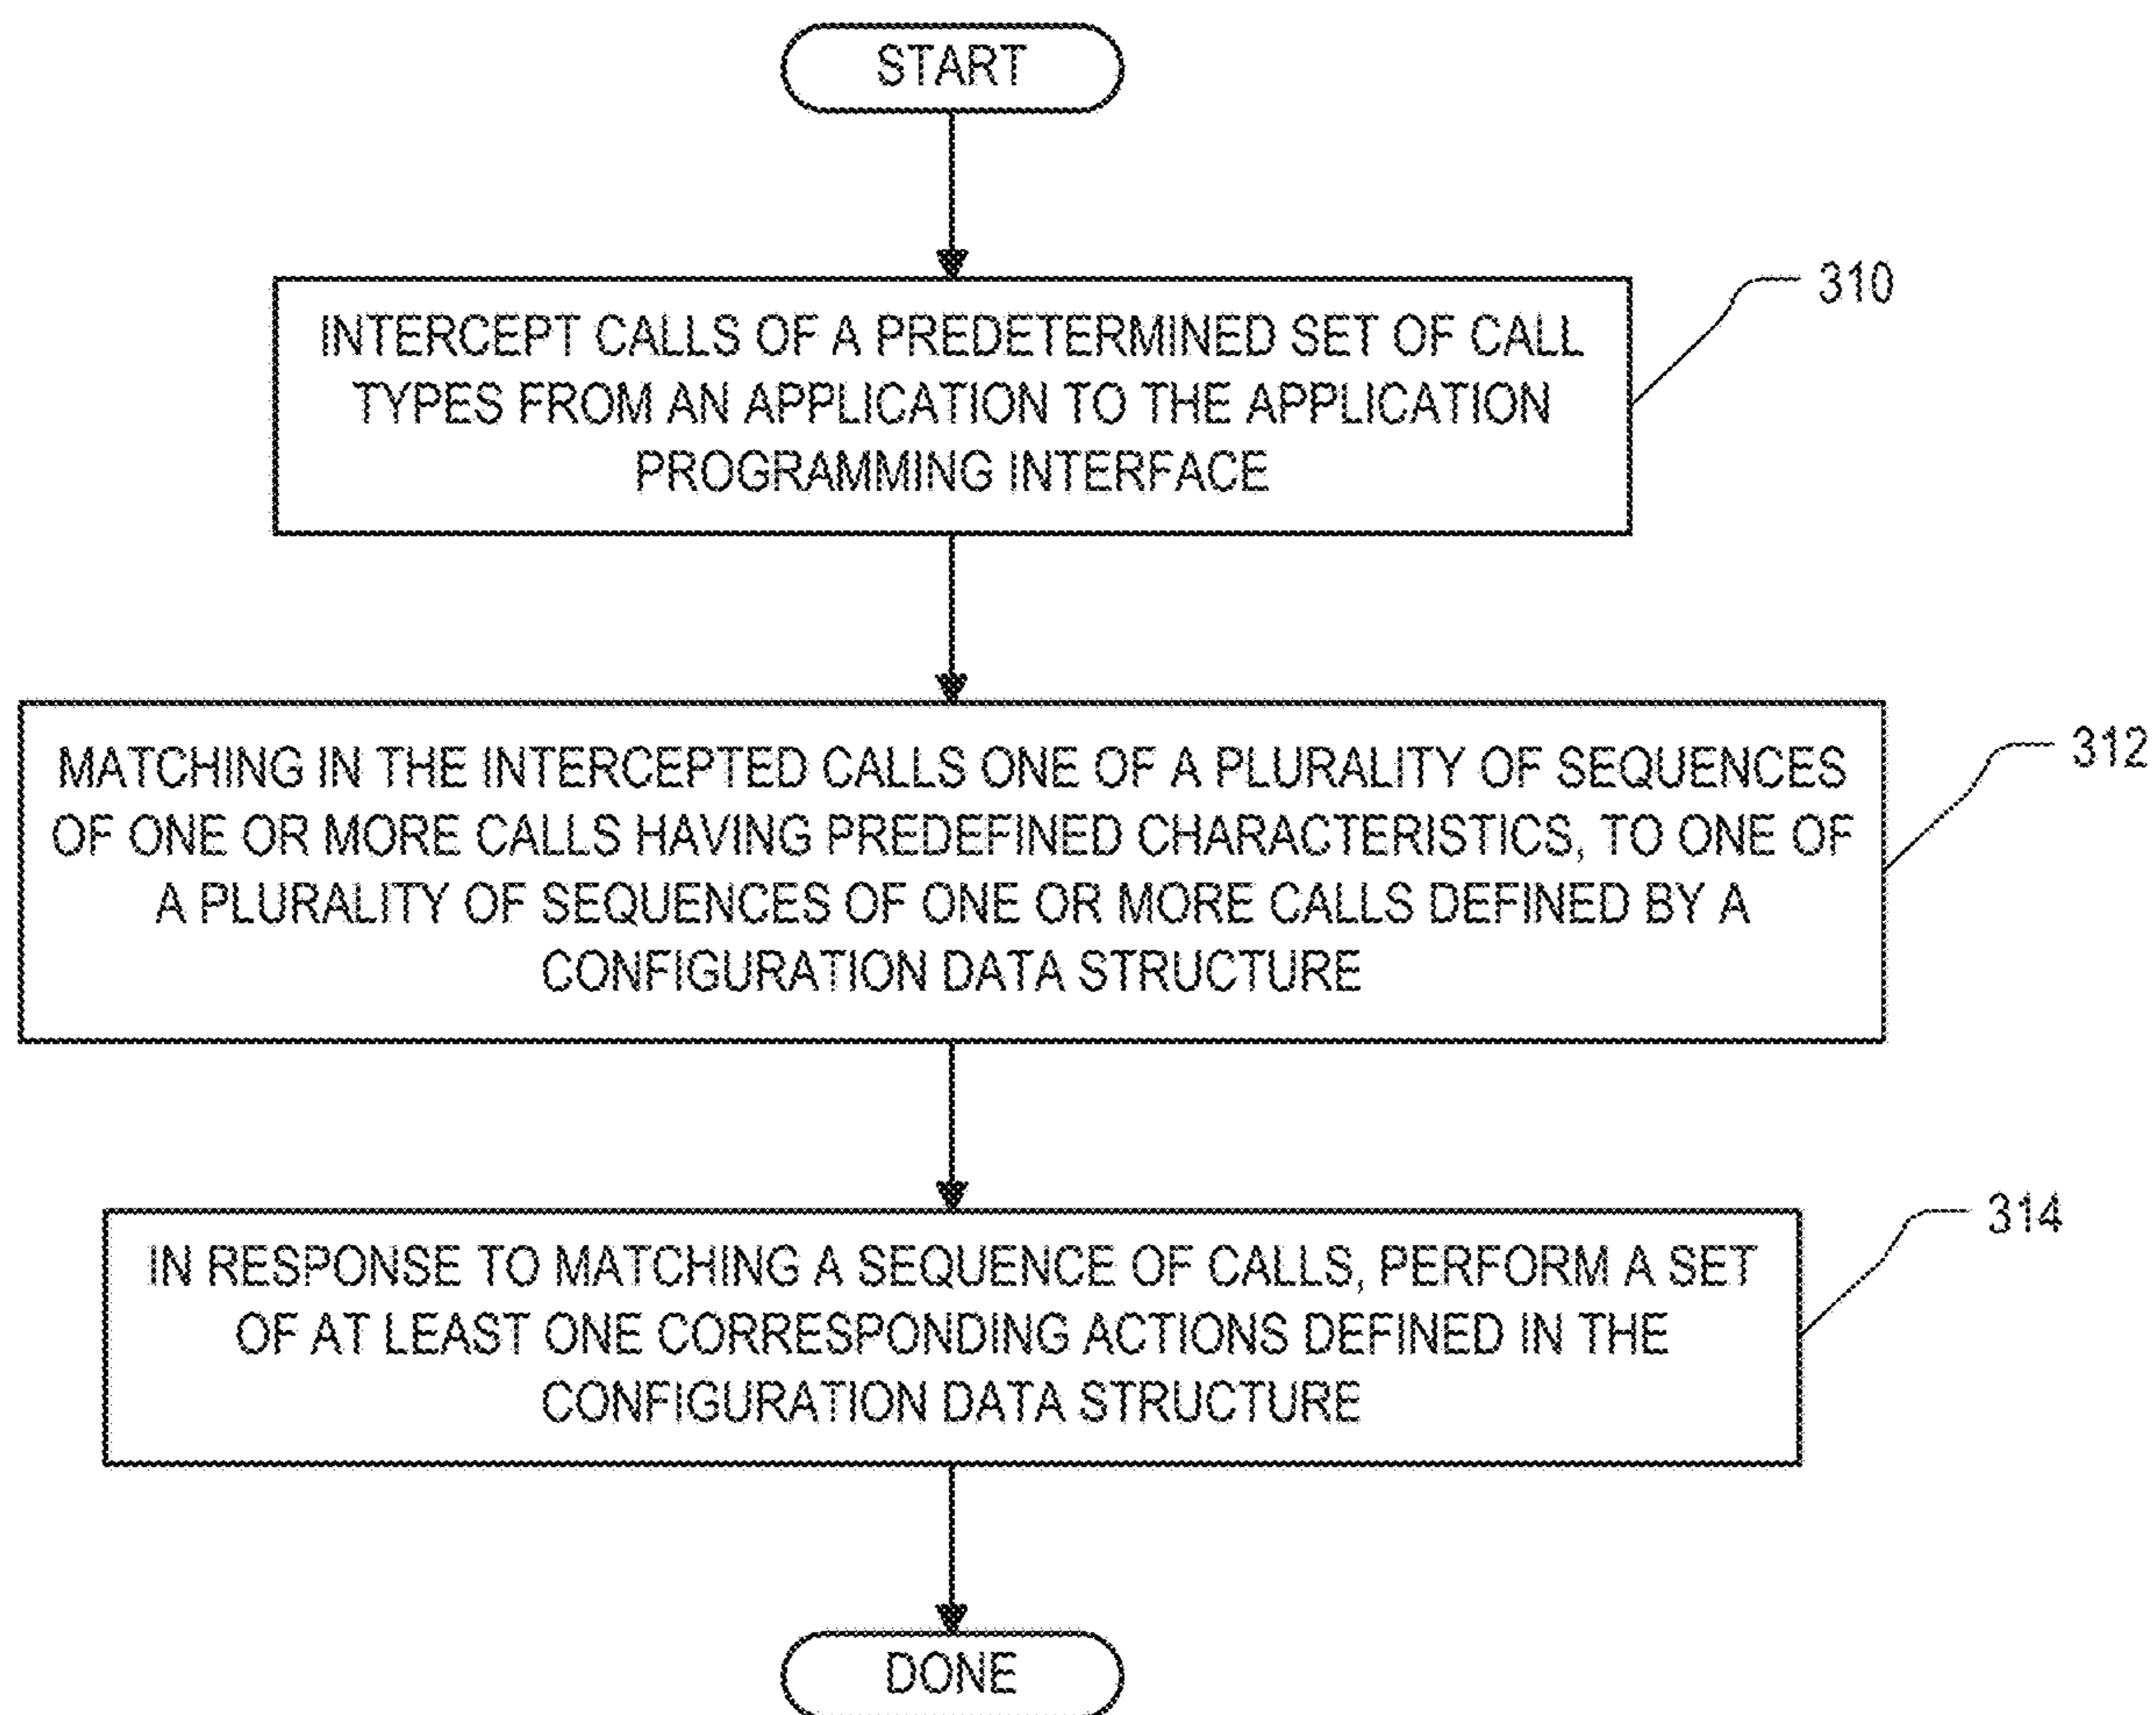 START
310
INTERCEPT CALLS OF A PREDETERMINED SET OF CALL
TYPES FROM AN APPLICATION TO THE APPLICATION
PROGRAMMING INTERFACE
312
MATCHING IN THE INTERCEPTED CALLS ONE OF A PLURALITY OF SEQUENCES
OF ONE OR MORE CALLS HAVING PREDEFINED CHARACTERISTICS, TO ONE OF
A PLURALITY OF SEQUENCES OF ONE OR MORE CALLS DEFINED BY A
CONFIGURATION DATA STRUCTURE
314
IN RESPONSE TO MATCHING A SEQUENCE OF CALLS, PERFORM A SET
OF AT LEAST ONE CORRESPONDING ACTIONS DEFINED IN THE
CONFIGURATION DATA STRUCTURE
DONE